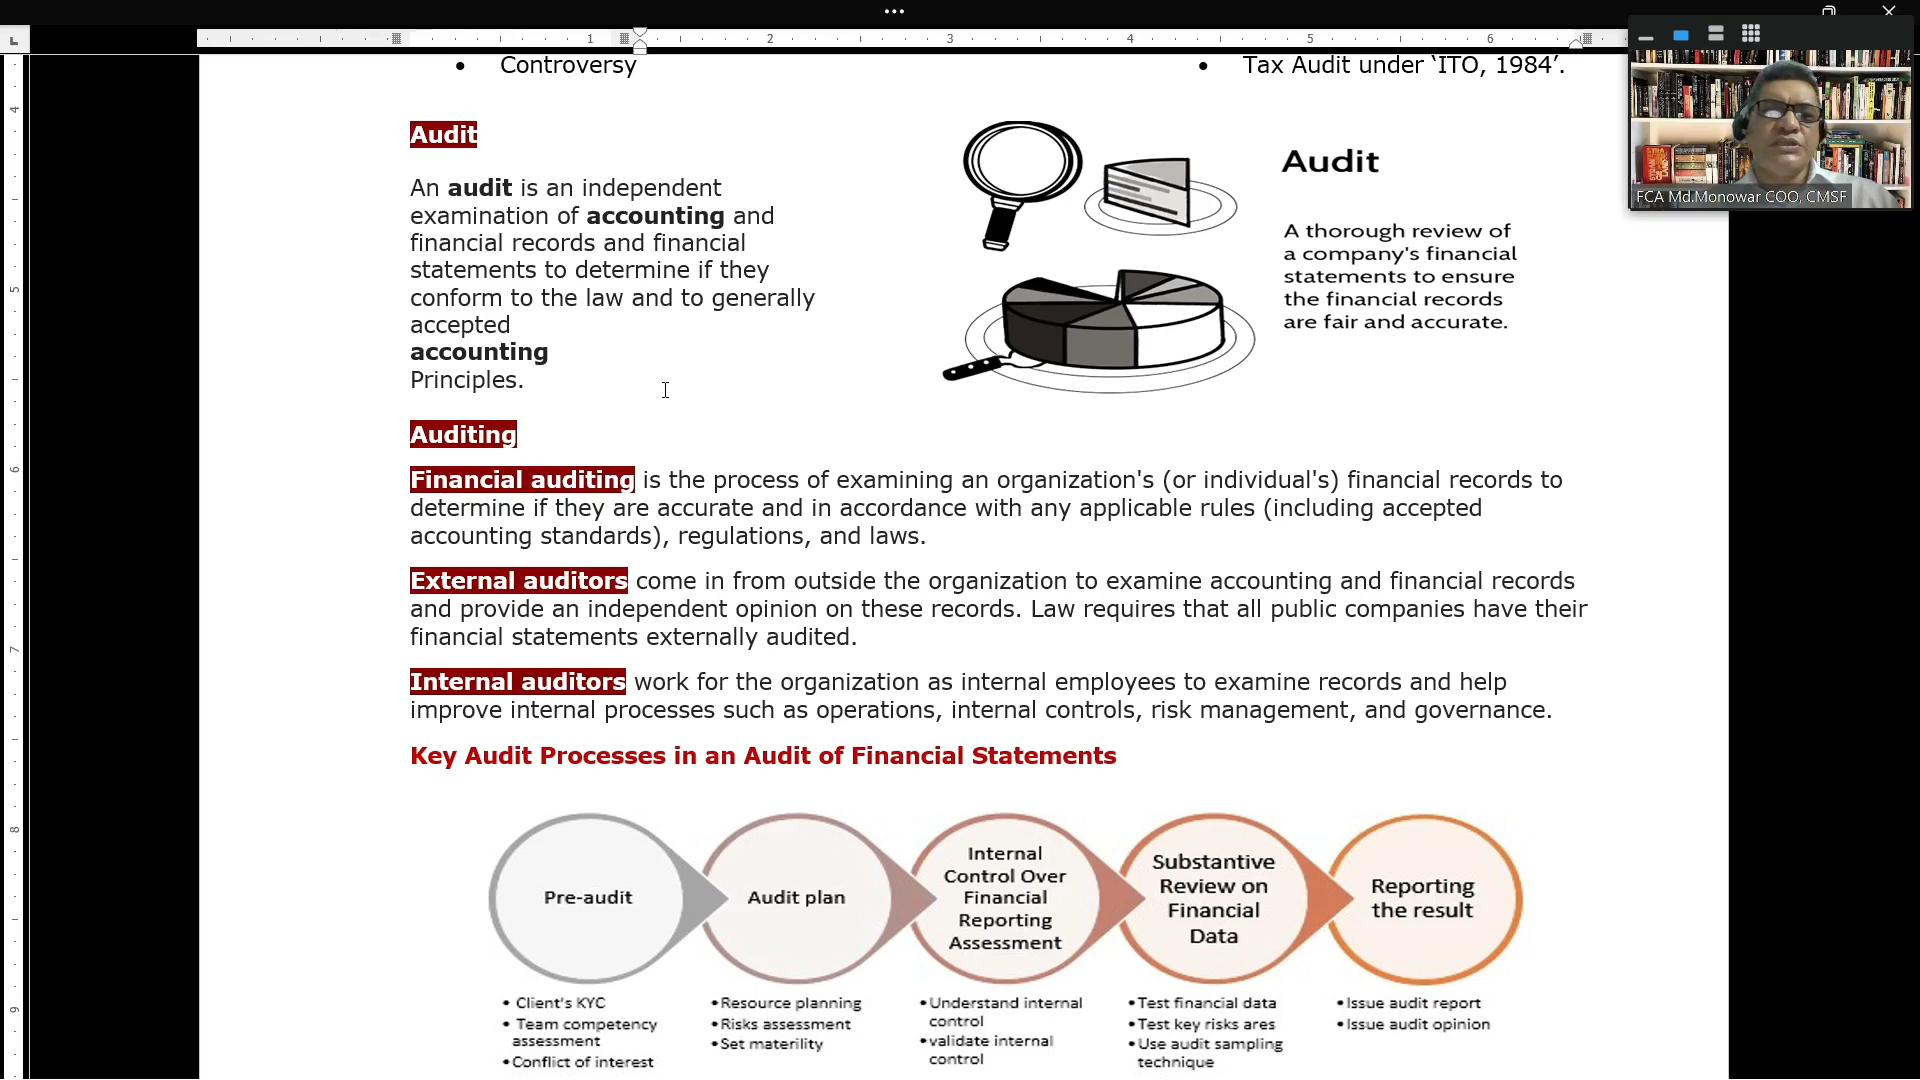 Controversy
Tax Audit under ‘ITO, 1984’.
FCA Md.Monowar COO, CMSF
Audit
An audit is an independent
examination of accounting and
financial records and financial
statements to determine if they
conform to the law and to generally
accepted
accounting
Principles.
Audit
A thorough review of
a company's financial
statements to ensure
the financial records
are fair and accurate.
Auditing
Financial auditing is the process of examining an organization's (or individual's) financial records to
determine if they are accurate and in accordance with any applicable rules (including accepted
accounting standards), regulations, and laws.
External auditors come in from outside the organization to examine accounting and financial records
and provide an independent opinion on these records. Law requires that all public companies have their
financial statements externally audited.
Internal auditors work for the organization as internal employees to examine records and help
improve internal processes such as operations, internal controls, risk management, and governance.
Key Audit Processes in an Audit of Financial Statements
Pre-audit
• Client's KYC
• Team competency
assessment
• Conflict of interest
Audit plan
• Resource planning
• Risks assessment
• Set materility
Internal
Control Over
Financial
Reporting
Assessment
• Understand internal
control
• validate internal
control
Substantive
Review on
Financial
Data
• Test financial data
• Test key risks ares
• Use audit sampling
technique
Reporting
the result
• Issue audit report
• Issue audit opinion